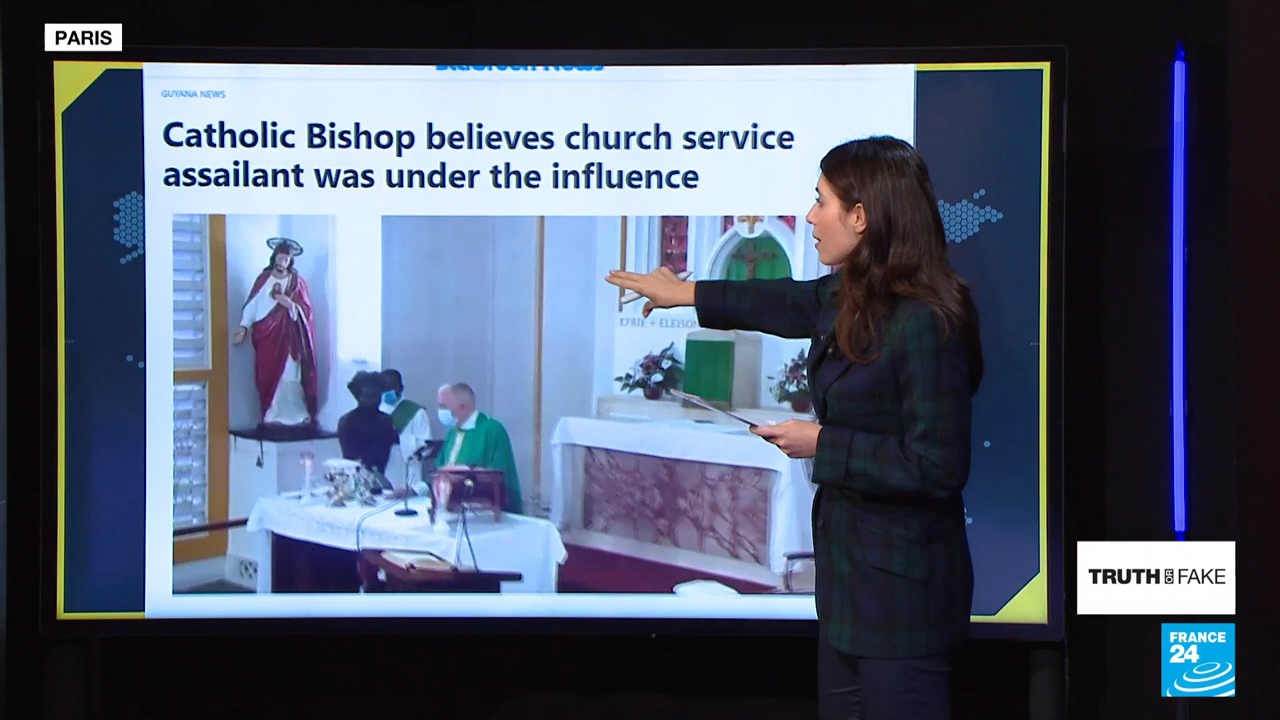 PARIS
GUYANA NEWS
Catholic Bishop believes church service
assailant was under the influence
KYRIE + ELEISON
TRUTH OR FAKE
FRANCE
24